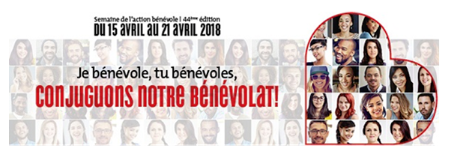 Semaine de l'action bénévole | 44ème édition
DU 15 AVRIL AU 21 AVRIL 2018
Je bénévole, tu bénévoles,
CONJUGUONS NOTRE BÉNÉVOLAT!